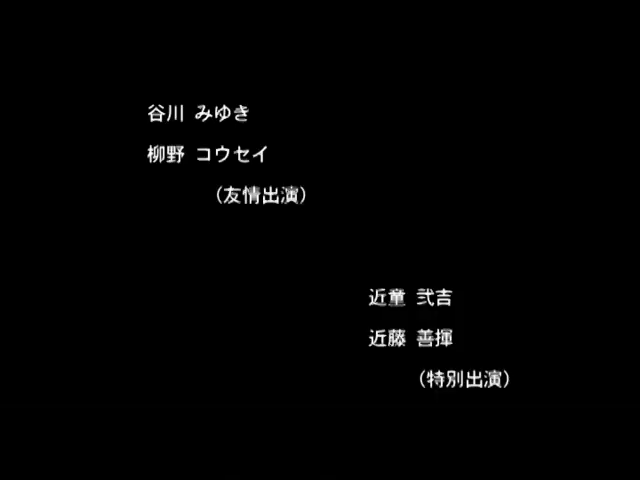 谷川 みゆき
柳野 コウセイ
(友情出演)
近童 弐吉
近藤 善揮
(特別出演)